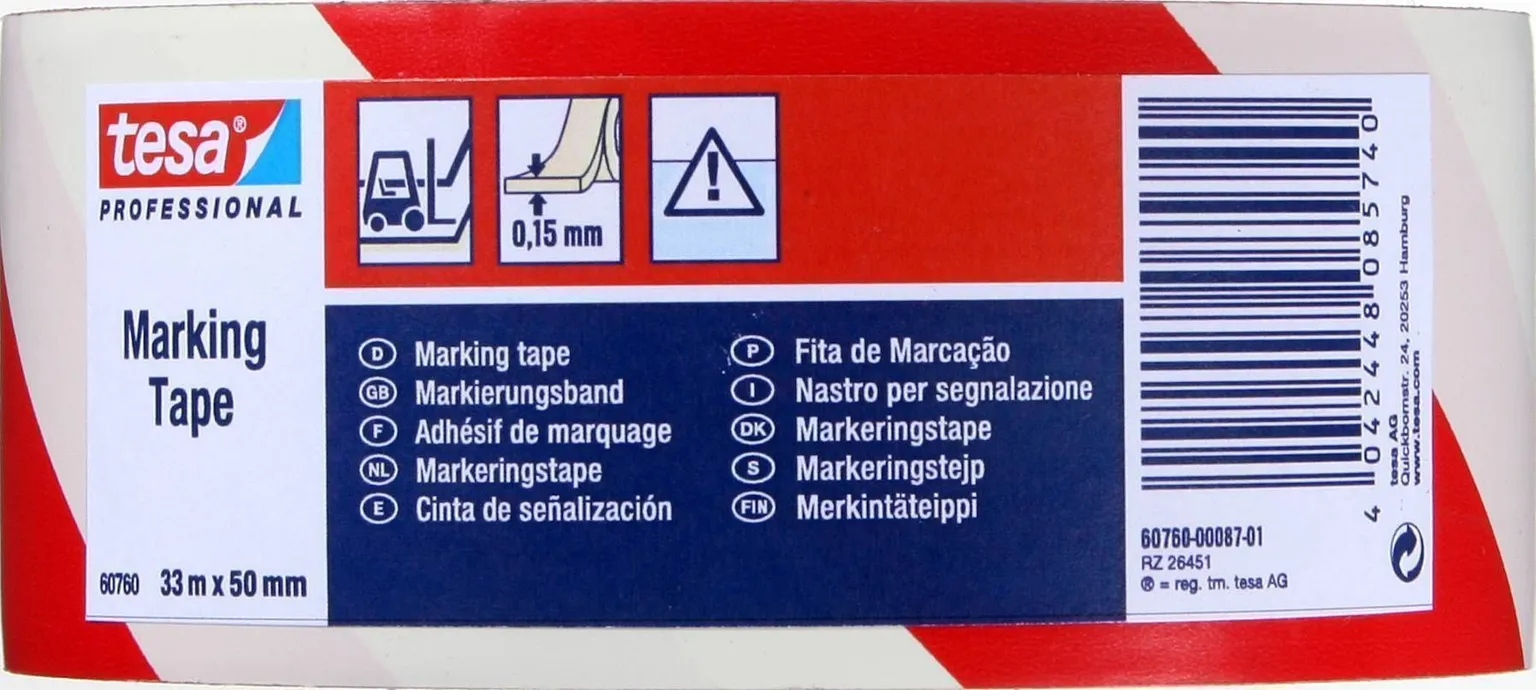 tesa®
PROFESSIONAL
Marking
Tape
60760 33 m x 50 mm
0,15 mm
!
D Marking tape
GB Markierungsband
F Adhésif de marquage
NL Markeringstape
E Cinta de señalización
P Fita de Marcação
I Nastro per segnalazione
DK Markeringstape
S Markeringstejp
FIN Merkintäteippi
4 042448 085740
tesa AG
Quickbornstr. 24, 20253 Hamburg
www.tesa.com
60760-00087-01
RZ 26451
® = reg. tm. tesa AG